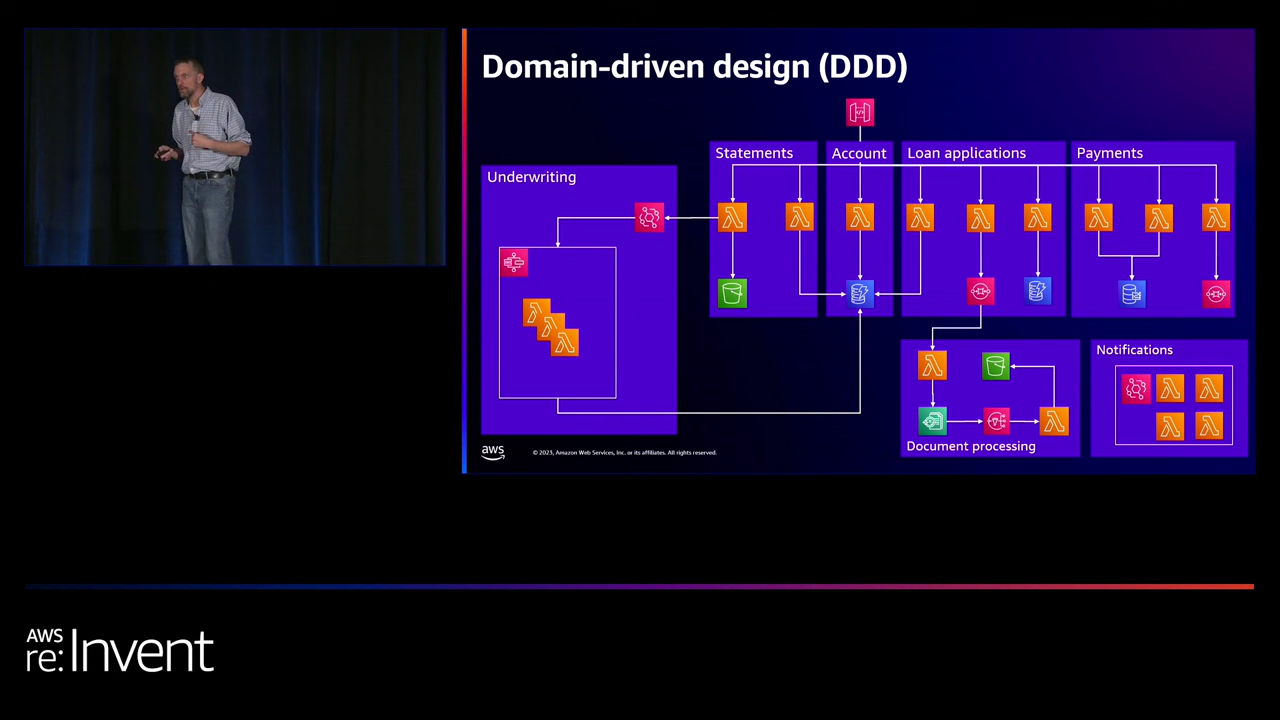 Domain-driven design (DDD)
Underwriting
Statements
Account
Loan applications
Payments
Document processing
Notifications
aws
© 2023, Amazon Web Services, Inc. or its affiliates. All rights reserved.
AWS
re:Invent